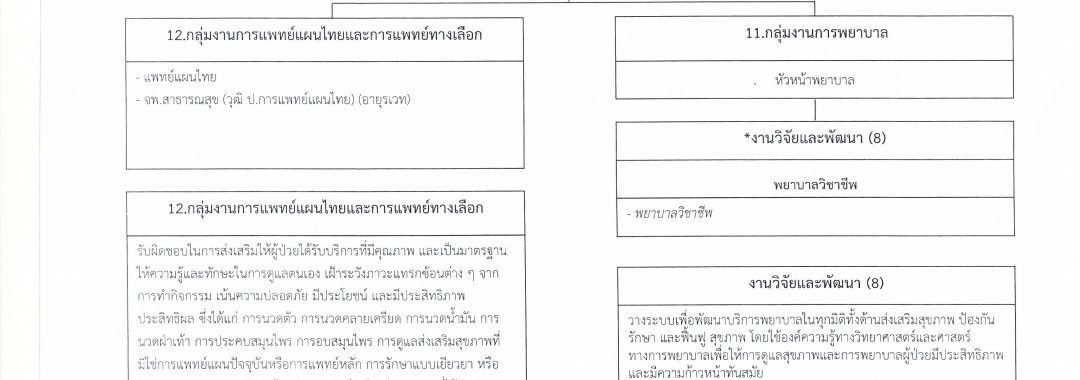 12.กลุ่มงานการแพทย์แผนไทยและการแพทย์ทางเลือก
- แพทย์แผนไทย
- จพ.สาธารณสุข (วุฒิ ป.การแพทย์แผนไทย) (อายุรเวท)
12.กลุ่มงานการแพทย์แผนไทยและการแพทย์ทางเลือก
รับผิดชอบในการส่งเสริมให้ผู้ป่วยได้รับบริการที่มีคุณภาพ และเป็นมาตรฐาน
ให้ความรู้และทักษะในการดูแลตนเอง เฝ้าระวังภาวะแทรกซ้อนต่าง ๆ จาก
การทำกิจกรรม เน้นความปลอดภัย มีประโยชน์ และมีประสิทธิภาพ
ประสิทธิผล ซึ่งได้แก่ การนวดตัว การนวดคลายเครียด การนวดน้ำมัน การ
นวดฝ่าเท้า การประคบสมุนไพร การอบสมุนไพร การดูแลส่งเสริมสุขภาพที่
มิใช่การแพทย์แผนปัจจุบันหรือการแพทย์หลัก การรักษาแบบเยียวยา หรือ
11.กลุ่มงานการพยาบาล
หัวหน้าพยาบาล
*งานวิจัยและพัฒนา (8)
พยาบาลวิชาชีพ
- พยาบาลวิชาชีพ
งานวิจัยและพัฒนา (8)
วางระบบเพื่อพัฒนาบริการพยาบาลในทุกมิติทั้งด้านส่งเสริมสุขภาพ ป้องกัน
รักษา และฟื้นฟู สุขภาพ โดยใช้องค์ความรู้ทางวิทยาศาสตร์และศาสตร์
ทางการพยาบาลเพื่อให้การดูแลสุขภาพและการพยาบาลผู้ป่วยมีประสิทธิภาพ
และมีความก้าวหน้าทันสมัย